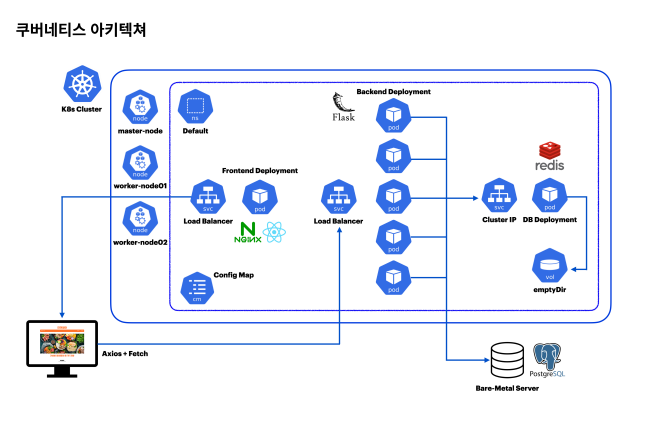 쿠버네티스 아키텍쳐
K8s Cluster
node
master-node
ns
Default
Flask
Backend Deployment
pod
node
worker-node01
Frontend Deployment
pod
redis
svc
Load Balancer
pod
svc
Load Balancer
pod
svc
Cluster IP
pod
DB Deployment
NGINX
node
worker-node02
pod
Config Map
cm
pod
vol
emptyDir
Axios + Fetch
PostgreSQL
Bare-Metal Server